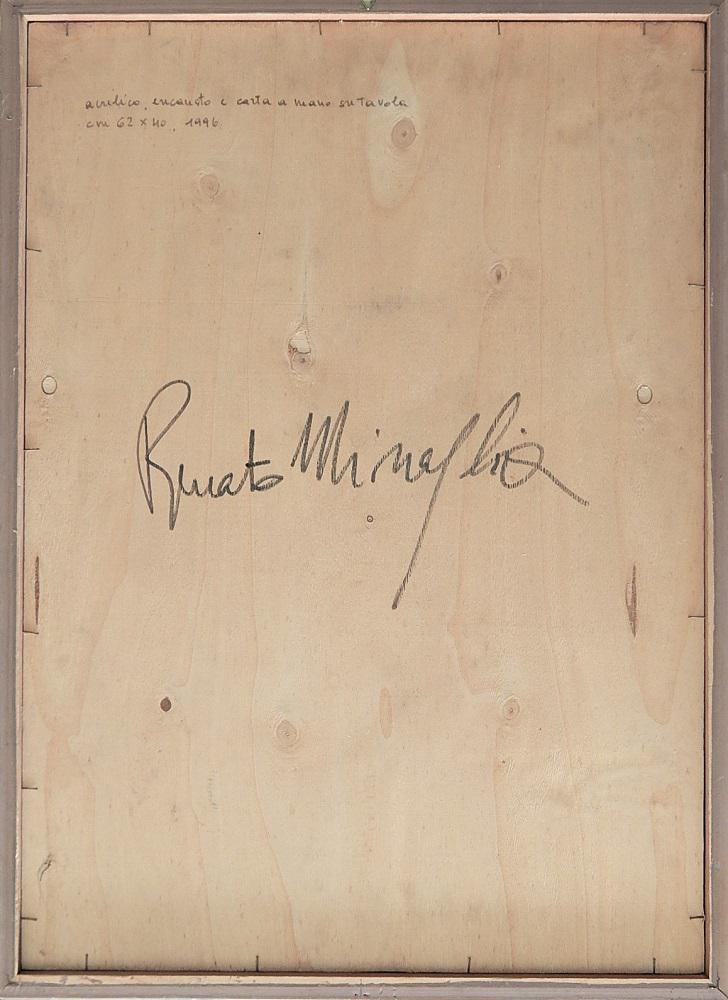 acrilico, encausto e carta a mano su tavola
cm 62 x 40, 1996
Renato Minaglia